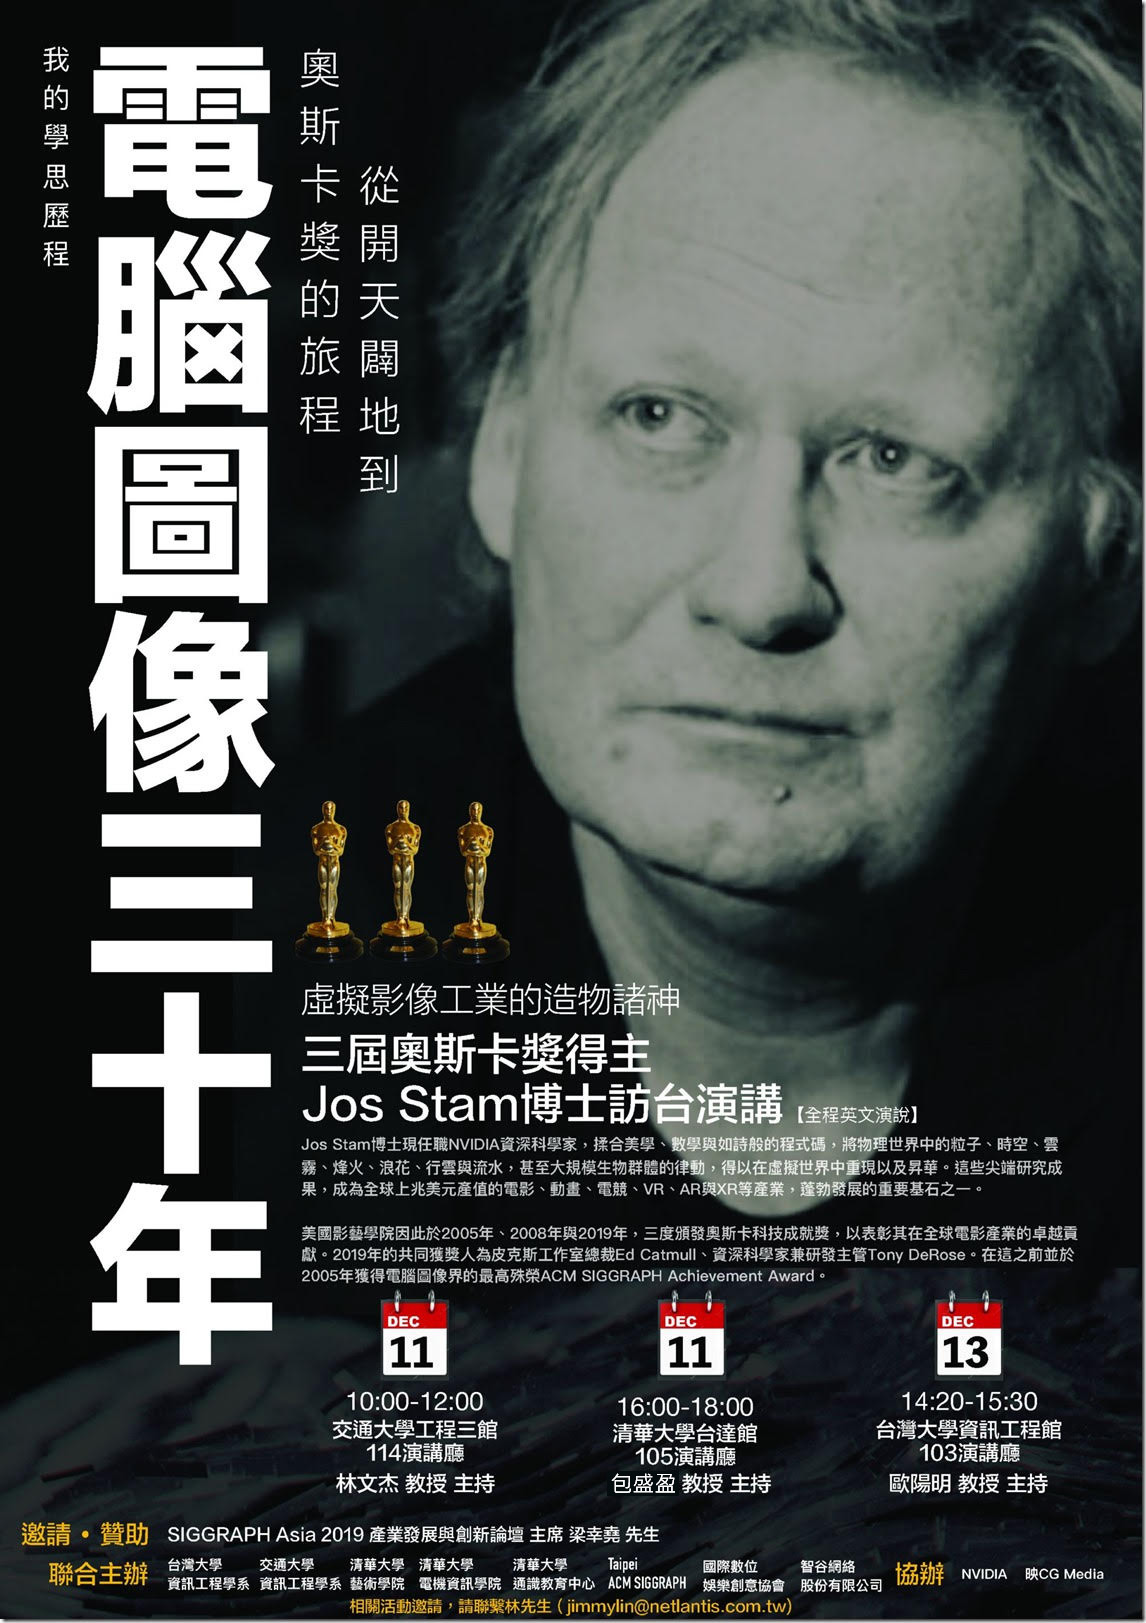 我的學思歷程
電腦圖像三十年
從開天闢地到
奧斯卡獎的旅程
虛擬影像工業的造物諸神
三屆奧斯卡獎得主
Jos Stam博士訪台演講【全程英文演說】
Jos Stam博士現任職NVIDIA資深科學家，揉合美學、數學與如詩般的程式碼，將物理世界中的粒子、時空、雲
霧、烽火、浪花、行雲與流水，甚至大規模生物群體的律動，得以在虛擬世界中重現以及昇華。這些尖端研究成
果，成為全球上兆美元產值的電影、動畫、電競、VR、AR與XR等產業，蓬勃發展的重要基石之一。
美國影藝學院因此於2005年、2008年與2019年，三度頒發奧斯卡科技成就獎，以表彰其在全球電影產業的卓越貢
獻。2019年的共同獲獎人為皮克斯工作室總裁Ed Catmull、資深科學家兼研發主管Tony DeRose。在這之前並於
2005年獲得電腦圖像界的最高殊榮ACM SIGGRAPH Achievement Award。
DEC
11
10:00-12:00
交通大學工程三館
114演講廳
林文杰 教授 主持
DEC
11
16:00-18:00
清華大學台達館
105演講廳
包盛盈 教授 主持
DEC
13
14:20-15:30
台灣大學資訊工程館
103演講廳
歐陽明 教授 主持
邀請・贊助 SIGGRAPH Asia 2019 產業發展與創新論壇 主席 梁幸堯 先生
聯合主辦
台灣大學
資訊工程學系
交通大學
資訊工程學系
清華大學
藝術學院
清華大學
電機資訊學院
清華大學
通識教育中心
Taipei
ACM SIGGRAPH
國際數位
娛樂創意協會
智谷網絡
股份有限公司
協辦 NVIDIA 映CG Media
相關活動邀請，請聯繫林先生（jimmylin@netlantis.com.tw）